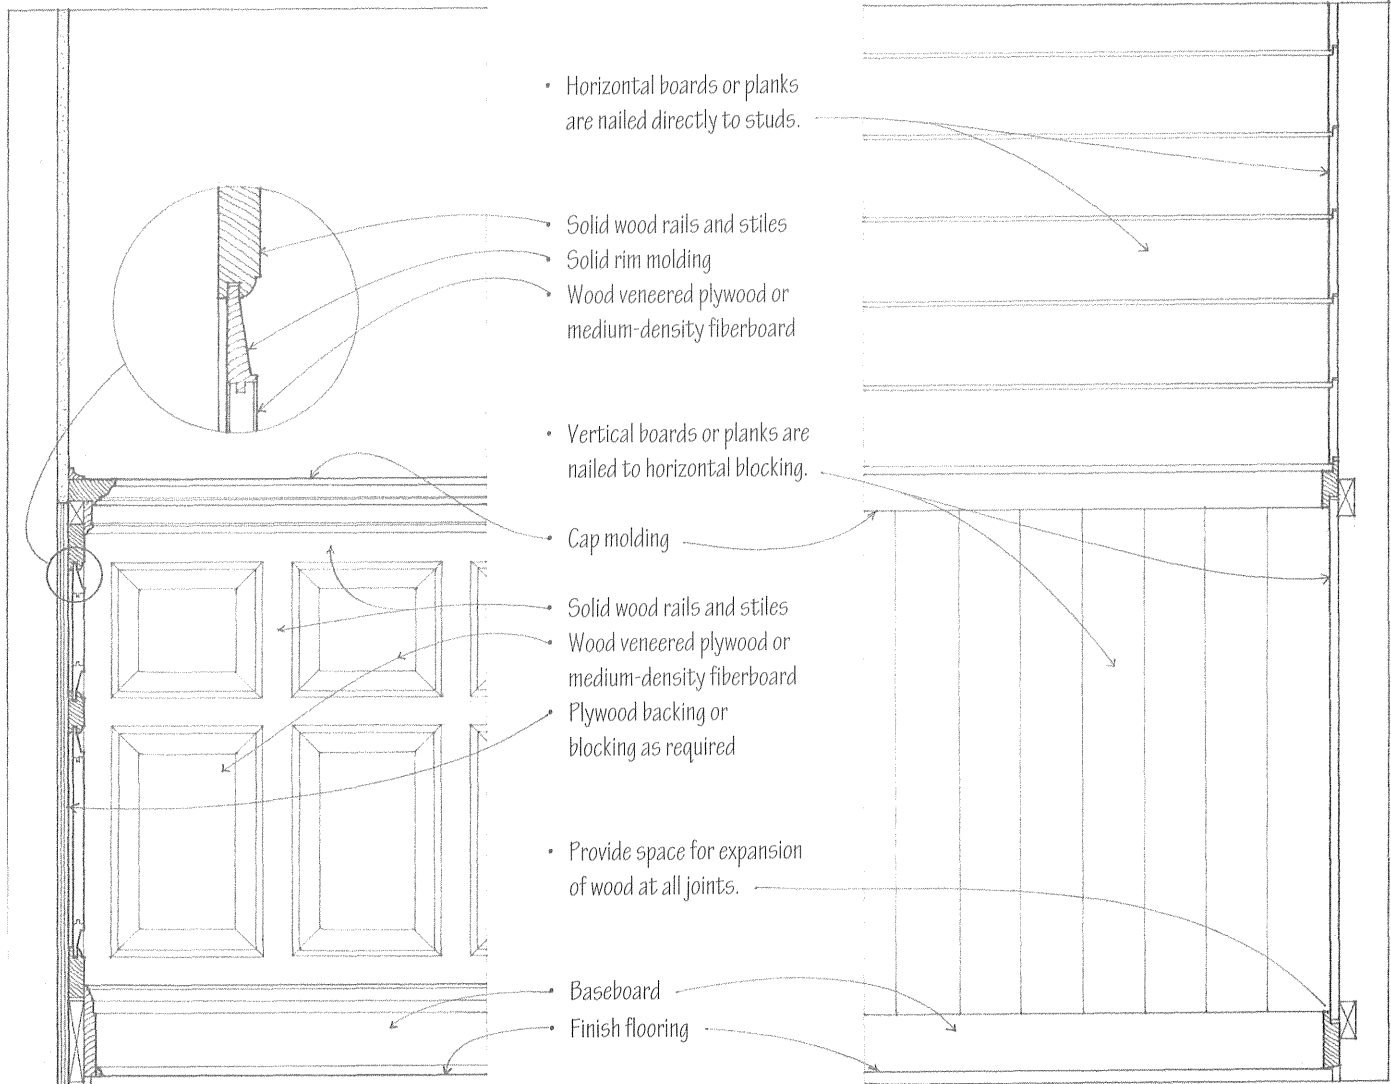 • Horizontal boards or planks
are nailed directly to studs.
• Solid wood rails and stiles
• Solid rim molding
• Wood veneered plywood or
medium-density fiberboard
• Vertical boards or planks are
nailed to horizontal blocking.
• Cap molding
• Solid wood rails and stiles
• Wood veneered plywood or
medium-density fiberboard
• Plywood backing or
blocking as required
• Provide space for expansion
of wood at all joints.
• Baseboard
• Finish flooring